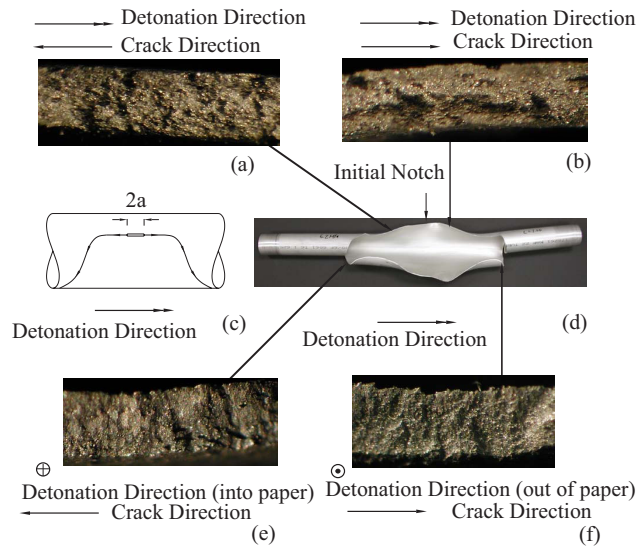 Detonation Direction
Crack Direction
Detonation Direction
Crack Direction
(a)
(b)
Initial Notch
2a
Detonation Direction
(c)
Detonation Direction
(d)
Detonation Direction (into paper)
Crack Direction
(e)
Detonation Direction (out of paper)
Crack Direction
(f)